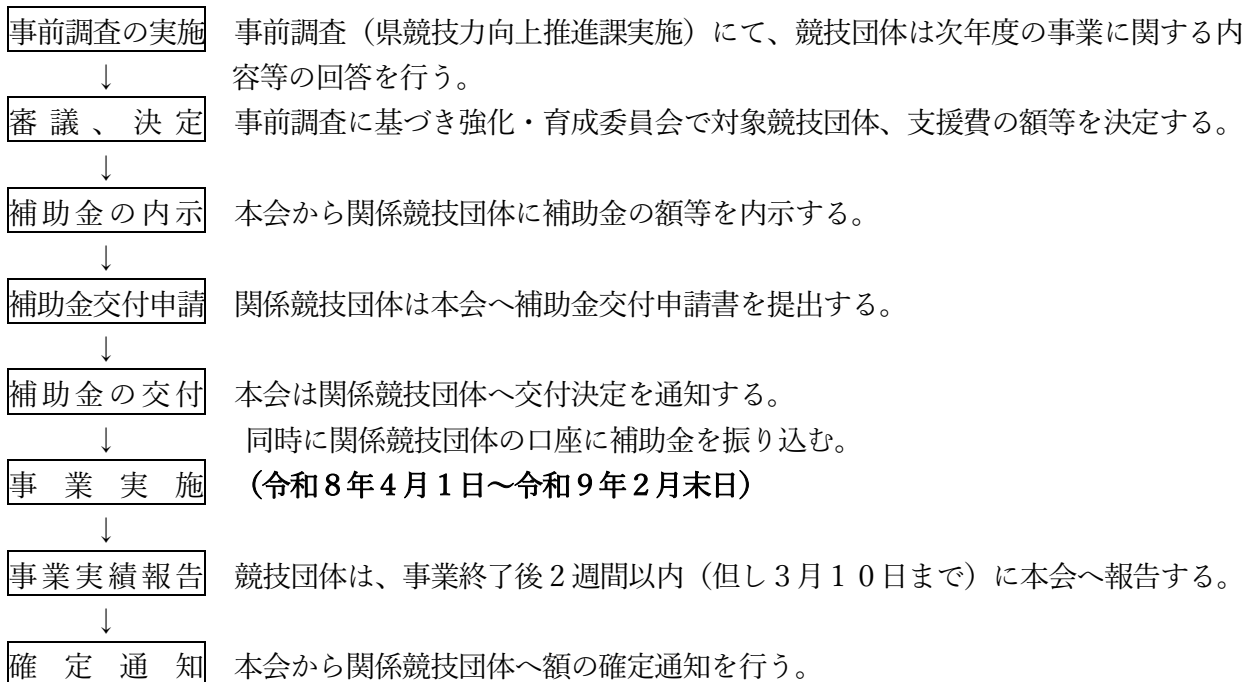 事前調査の実施　事前調査（県競技力向上推進課実施）にて、競技団体は次年度の事業に関する内
↓　容等の回答を行う。
審議、決定　事前調査に基づき強化・育成委員会で対象競技団体、支援費の額等を決定する。
↓
補助金の内示　本会から関係競技団体に補助金の額等を内示する。
↓
補助金交付申請　関係競技団体は本会へ補助金交付申請書を提出する。
↓
補助金の交付　本会は関係競技団体へ交付決定を通知する。
↓　同時に関係競技団体の口座に補助金を振り込む。
事業実施　（令和８年４月１日～令和９年２月末日）
↓
事業実績報告　競技団体は、事業終了後２週間以内（但し３月１０日まで）に本会へ報告する。
↓
確定通知　本会から関係競技団体へ額の確定通知を行う。